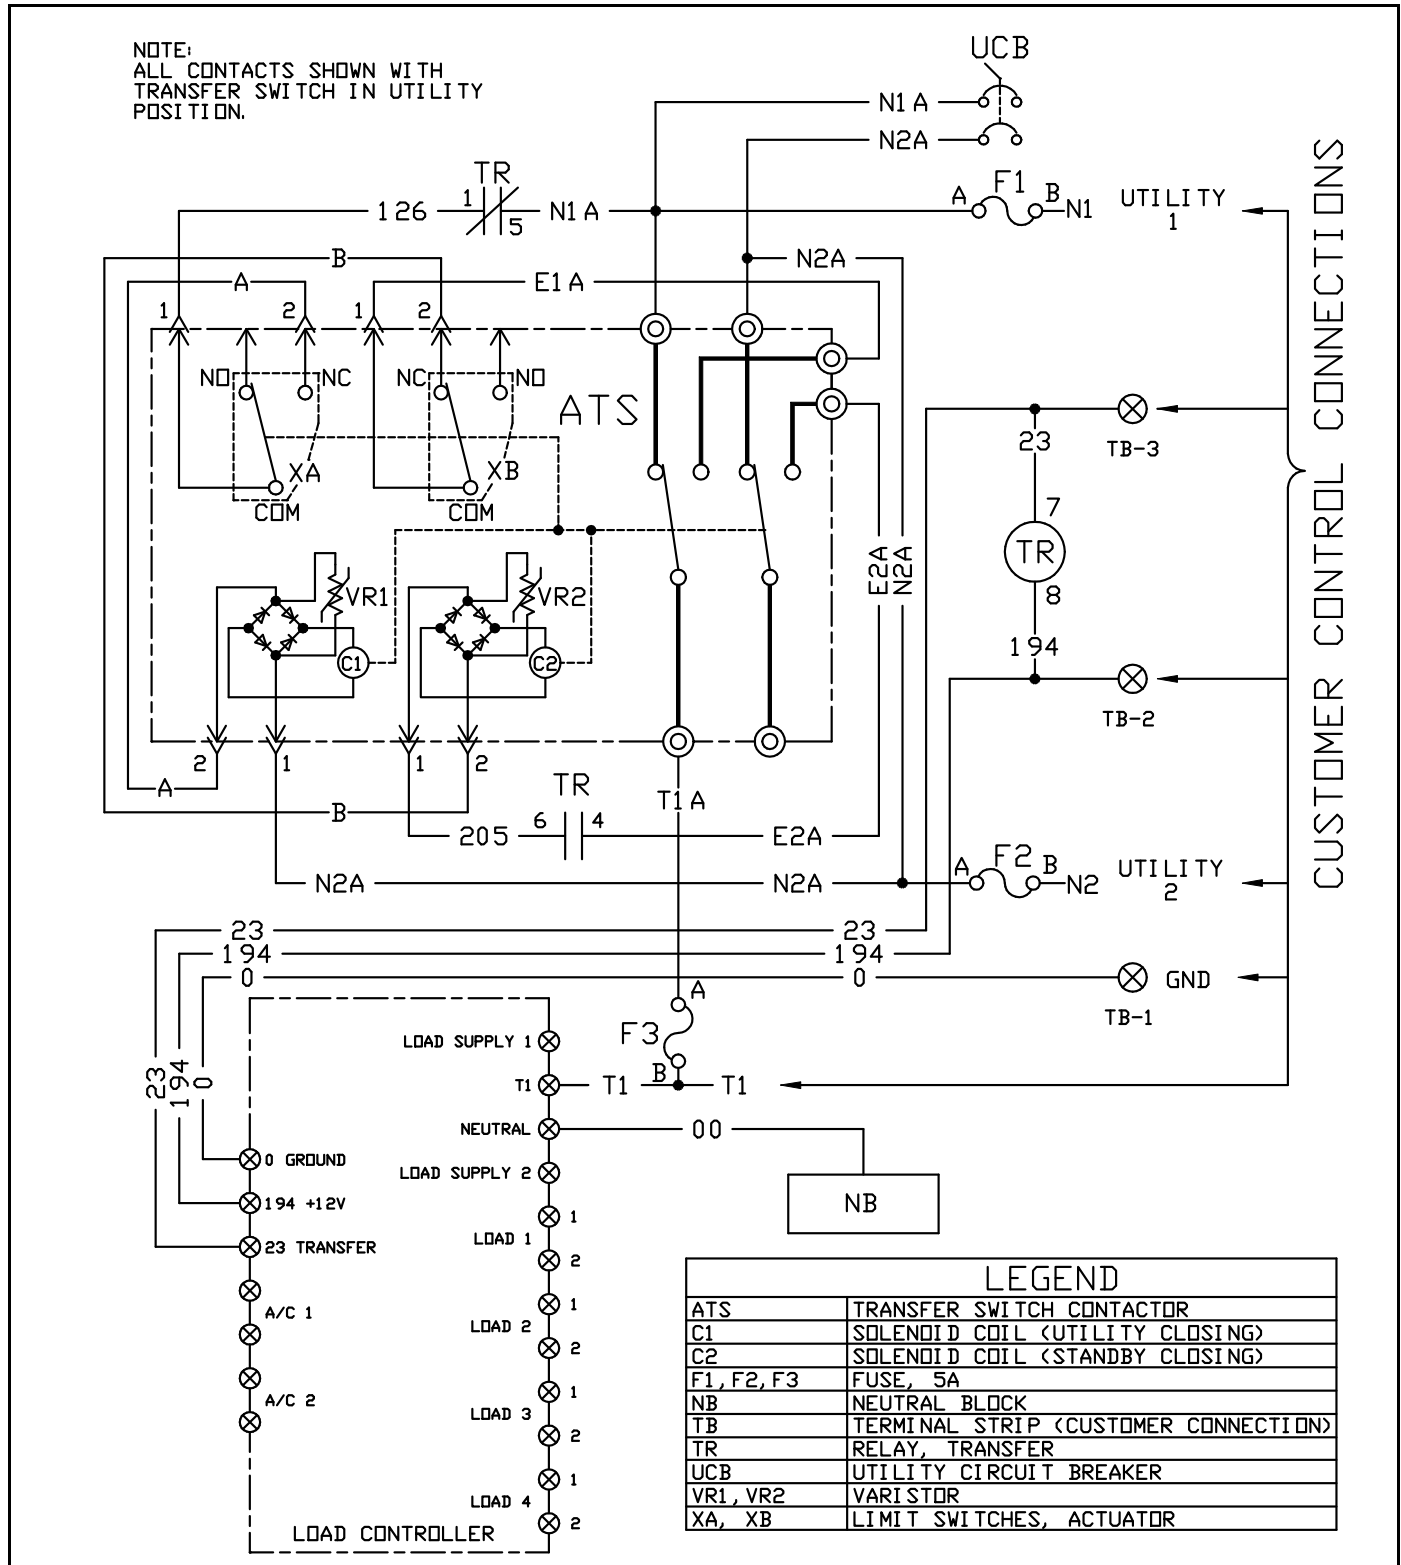 NOTE:
ALL CONTACTS SHOWN WITH
TRANSFER SWITCH IN UTILITY
POSITION.
UCB
N1A
N2A
TR
1
5
126
N1A
A
F1
B
N1
UTILITY
1
B
N2A
A
E1A
1
2
1
2
NO
NC
NC
NO
ATS
XA
XB
COM
COM
23
TB-3
7
TR
8
194
TB-2
E2A
N2A
VR1
VR2
C1
C2
2
1
1
2
A
B
T1A
TR
6
4
205
E2A
N2A
N2A
A
F2
B
N2
UTILITY
2
CUSTOMER CONTROL CONNECTIONS
23
23
194
194
0
0
GND
TB-1
A
F3
B
23
194
0
LOAD SUPPLY 1
T1
T1
T1
NEUTRAL
00
NB
LOAD SUPPLY 2
0 GROUND
194 +12V
23 TRANSFER
A/C 1
A/C 2
1
LOAD 1
2
1
LOAD 2
2
1
LOAD 3
2
1
LOAD 4
2
LOAD CONTROLLER
LEGEND
ATS TRANSFER SWITCH CONTACTOR
C1 SOLENOID COIL (UTILITY CLOSING)
C2 SOLENOID COIL (STANDBY CLOSING)
F1,F2,F3 FUSE, 5A
NB NEUTRAL BLOCK
TB TERMINAL STRIP (CUSTOMER CONNECTION)
TR RELAY, TRANSFER
UCB UTILITY CIRCUIT BREAKER
VR1,VR2 VARISTOR
XA, XB LIMIT SWITCHES, ACTUATOR